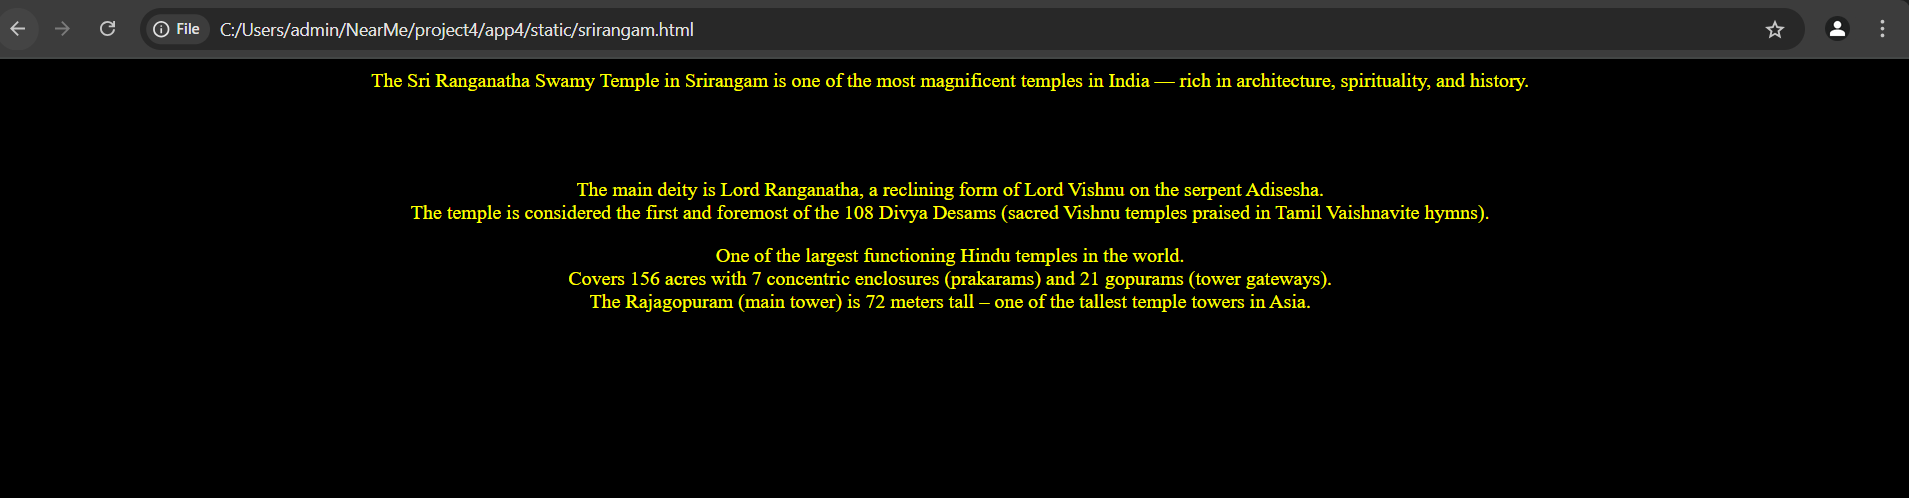 File C:/Users/admin/NearMe/project4/app4/static/srirangam.html
The Sri Ranganatha Swamy Temple in Srirangam is one of the most magnificent temples in India — rich in architecture, spirituality, and history.
The main deity is Lord Ranganatha, a reclining form of Lord Vishnu on the serpent Adisesha.
The temple is considered the first and foremost of the 108 Divya Desams (sacred Vishnu temples praised in Tamil Vaishnavite hymns).
One of the largest functioning Hindu temples in the world.
Covers 156 acres with 7 concentric enclosures (prakarams) and 21 gopurams (tower gateways).
The Rajagopuram (main tower) is 72 meters tall – one of the tallest temple towers in Asia.